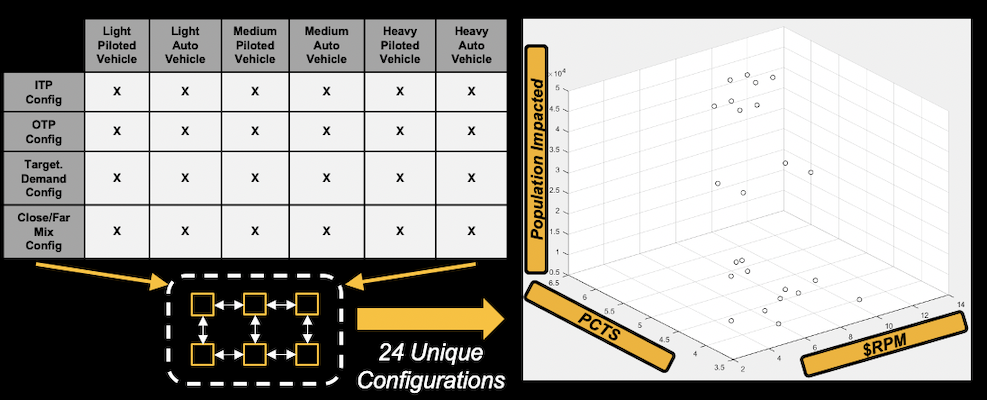 Light Piloted Vehicle
Light Auto Vehicle
Medium Piloted Vehicle
Medium Auto Vehicle
Heavy Piloted Vehicle
Heavy Auto Vehicle
ITP Config
X X X X X X
OTP Config
X X X X X X
Target. Demand Config
X X X X X X
Close/Far Mix Config
X X X X X X
24 Unique
Configurations
Population Impacted
×10⁴
5
4.5
4
3.5
3
2.5
2
1.5
1
0.5
6.5
6
5.5
5
4.5
4
3.5
PCTS
2
4
6
8
10
12
14
$RPM